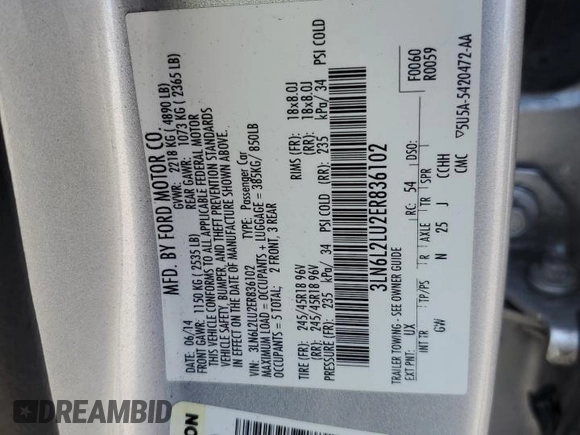 MFD. BY FORD MOTOR CO.
DATE: 06/14 GVWR: 2218 KG (4890 LB)
FRONT GAWR: 1150 KG (2535 LB) REAR GAWR: 1073 KG (2365 LB)
THIS VEHICLE CONFORMS TO ALL APPLICABLE FEDERAL MOTOR
VEHICLE SAFETY, BUMPER, AND THEFT PREVENTION STANDARDS
IN EFFECT ON THE DATE OF MANUFACTURE SHOWN ABOVE.
VIN: 3LN6L2LU2ER836102 TYPE: Passenger Car
MAXIMUM LOAD = OCCUPANTS + LUGGAGE = 385KG/ 850LB
OCCUPANTS = 5 TOTAL: 2 FRONT, 3 REAR
TIRE (FR): 245/45R18 96V RIMS (FR): 18x8.0J
(RR): 245/45R18 96V (RR): 18x8.0J
PRESSURE (FR): 235 kPa/ 34 PSI COLD (RR): 235 kPa/ 34 PSI COLD
3LN6L2LU2ER836102
F0060
R0059
TRAILER TOWING - SEE OWNER GUIDE
EXT PNT: UX RC: 54 DSO:
INT TR TP/PS R AXLE TR SPR
GW N 25 J CCHH
CMC
▽5U5A-5420472-AA
ON
DREAMBID